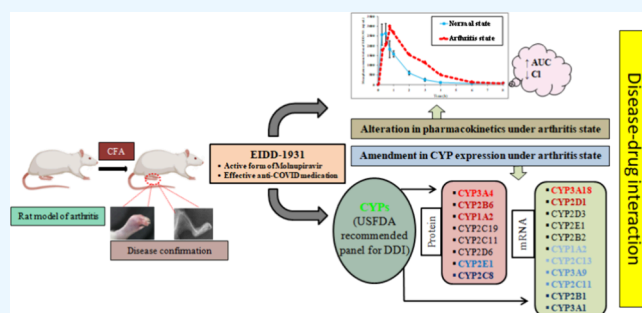 CFA
Rat model of arthritis
Disease confirmation
EIDD-1931
▪ Active form of Molnupiravir
▪ Effective anti-COVID medication
Normal state
Arthritis state
↑ AUC
↓ Cl
Alteration in pharmacokinetics under arthritis state
Amendment in CYP expression under arthritis state
CYPs
(USFDA
recommended
panel for DDI)
Protein
▪ CYP3A4
▪ CYP2B6
▪ CYP1A2
▪ CYP2C19
▪ CYP2C11
▪ CYP2D6
▪ CYP2E1
▪ CYP2C8
mRNA
▪ CYP3A18
▪ CYP2D1
▪ CYP2D3
▪ CYP2E1
▪ CYP2B2
▪ CYP1A2
▪ CYP2C13
▪ CYP3A9
▪ CYP2C11
▪ CYP2B1
▪ CYP3A1
Disease-drug interaction